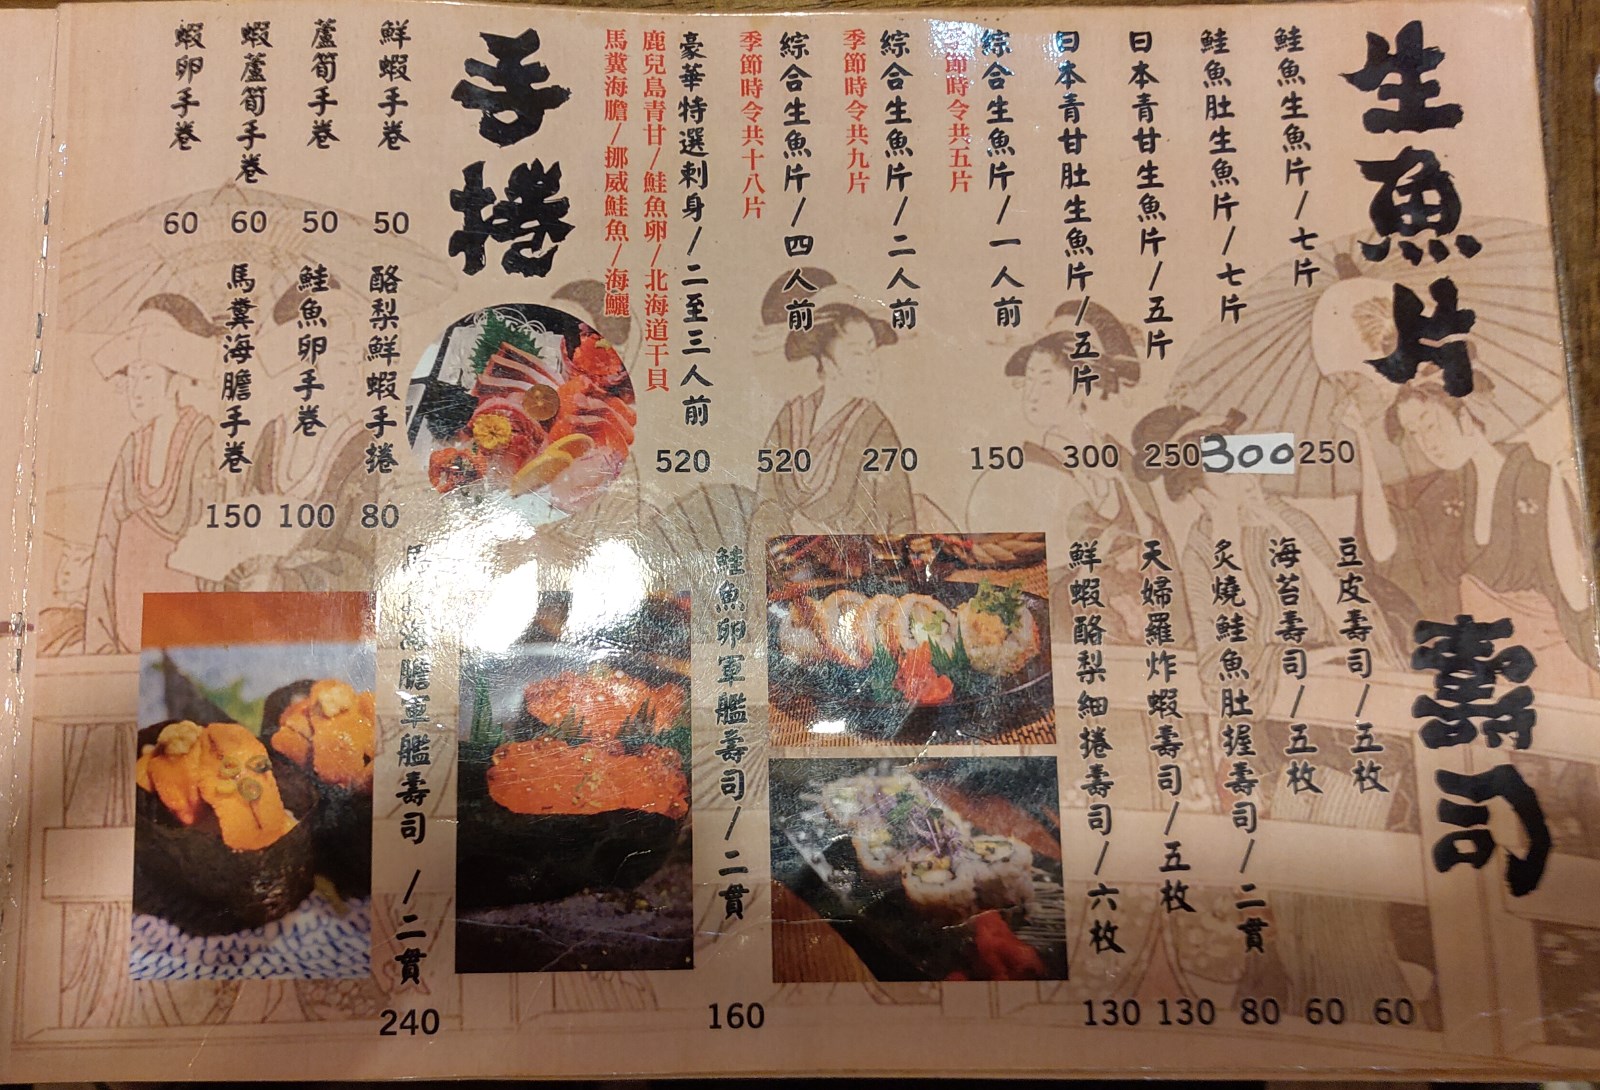 生魚片
鮭魚生魚片/七片
250
鮭魚肚生魚片/七片
300
日本青甘生魚片/五片
250
日本青甘肚生魚片/五片
300
綜合生魚片/一人前
節時令共五片
150
綜合生魚片/二人前
季節時令共九片
270
綜合生魚片/四人前
季節時令共十八片
520
豪華特選刺身/二至三人前
鹿兒島青甘/鮭魚卵/北海道干貝
馬糞海膽/挪威鮭魚/海鱺
520
手捲
鮮蝦手卷
50
蘆筍手卷
50
蝦蘆筍手卷
60
蝦卵手卷
60
酪梨鮮蝦手捲
80
鮭魚卵手卷
100
馬糞海膽手卷
150
壽司
豆皮壽司/五枚
60
海苔壽司/五枚
60
炙燒鮭魚肚握壽司/二貫
80
天婦羅炸蝦壽司/五枚
130
鮮蝦酪梨細捲壽司/六枚
130
鮭魚卵軍艦壽司/二貫
160
海膽軍艦壽司/二貫
240